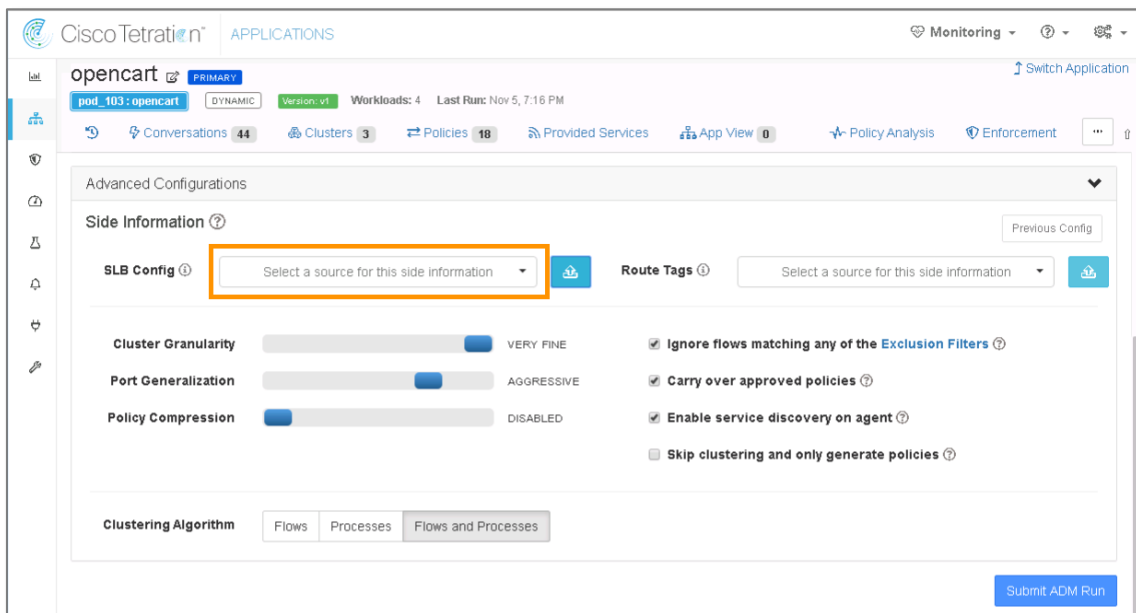 Cisco Tetration™ APPLICATIONS Monitoring
opencart PRIMARY Switch Application
pod_103 : opencart DYNAMIC Version: v1 Workloads: 4 Last Run: Nov 5, 7:16 PM
Conversations 44 Clusters 3 Policies 18 Provided Services App View 0 Policy Analysis Enforcement ...
Advanced Configurations
Side Information Previous Config
SLB Config Select a source for this side information Route Tags Select a source for this side information
Cluster Granularity VERY FINE Ignore flows matching any of the Exclusion Filters
Port Generalization AGGRESSIVE Carry over approved policies
Policy Compression DISABLED Enable service discovery on agent
Skip clustering and only generate policies
Clustering Algorithm Flows Processes Flows and Processes
Submit ADM Run